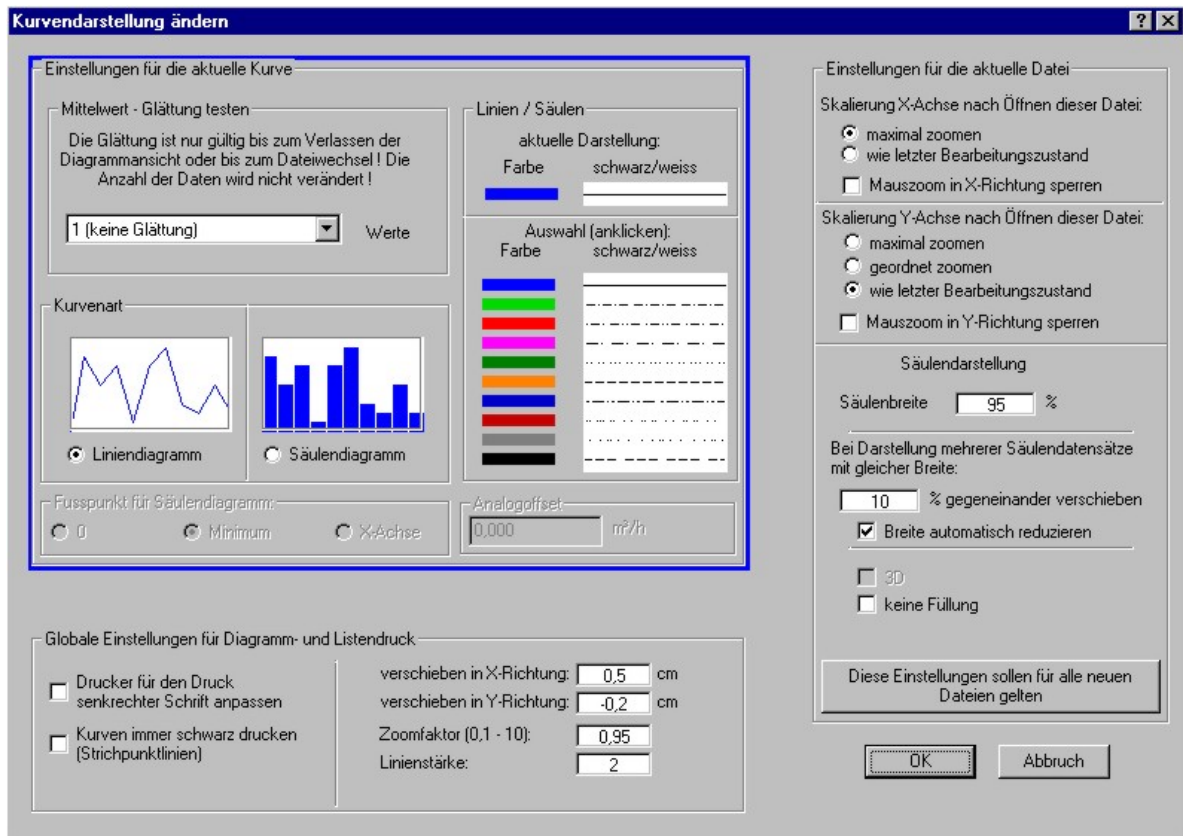 Kurvendarstellung ändern
Einstellungen für die aktuelle Kurve
Mittelwert - Glättung testen
Die Glättung ist nur gültig bis zum Verlassen der
Diagrammansicht oder bis zum Dateiwechsel ! Die
Anzahl der Daten wird nicht verändert !
1 (keine Glättung)
Werte
Kurvenart
Liniendiagramm
Säulendiagramm
Linien / Säulen
aktuelle Darstellung:
Farbe schwarz/weiss
Auswahl (anklicken):
Farbe schwarz/weiss
Fusspunkt für Säulendiagramm:
0 Minimum X-Achse
Analogoffset
0,000 m³/h
Globale Einstellungen für Diagramm- und Listendruck
Drucker für den Druck
senkrechter Schrift anpassen
Kurven immer schwarz drucken
(Strichpunktlinien)
verschieben in X-Richtung: 0,5 cm
verschieben in Y-Richtung: -0,2 cm
Zoomfaktor (0,1 - 10): 0,95
Linienstärke: 2
Einstellungen für die aktuelle Datei
Skalierung X-Achse nach Öffnen dieser Datei:
maximal zoomen
wie letzter Bearbeitungszustand
Mauszoom in X-Richtung sperren
Skalierung Y-Achse nach Öffnen dieser Datei:
maximal zoomen
geordnet zoomen
wie letzter Bearbeitungszustand
Mauszoom in Y-Richtung sperren
Säulendarstellung
Säulenbreite 95 %
Bei Darstellung mehrerer Säulendatensätze
mit gleicher Breite:
10 % gegeneinander verschieben
Breite automatisch reduzieren
3D
keine Füllung
Diese Einstellungen sollen für alle neuen
Dateien gelten
OK
Abbruch